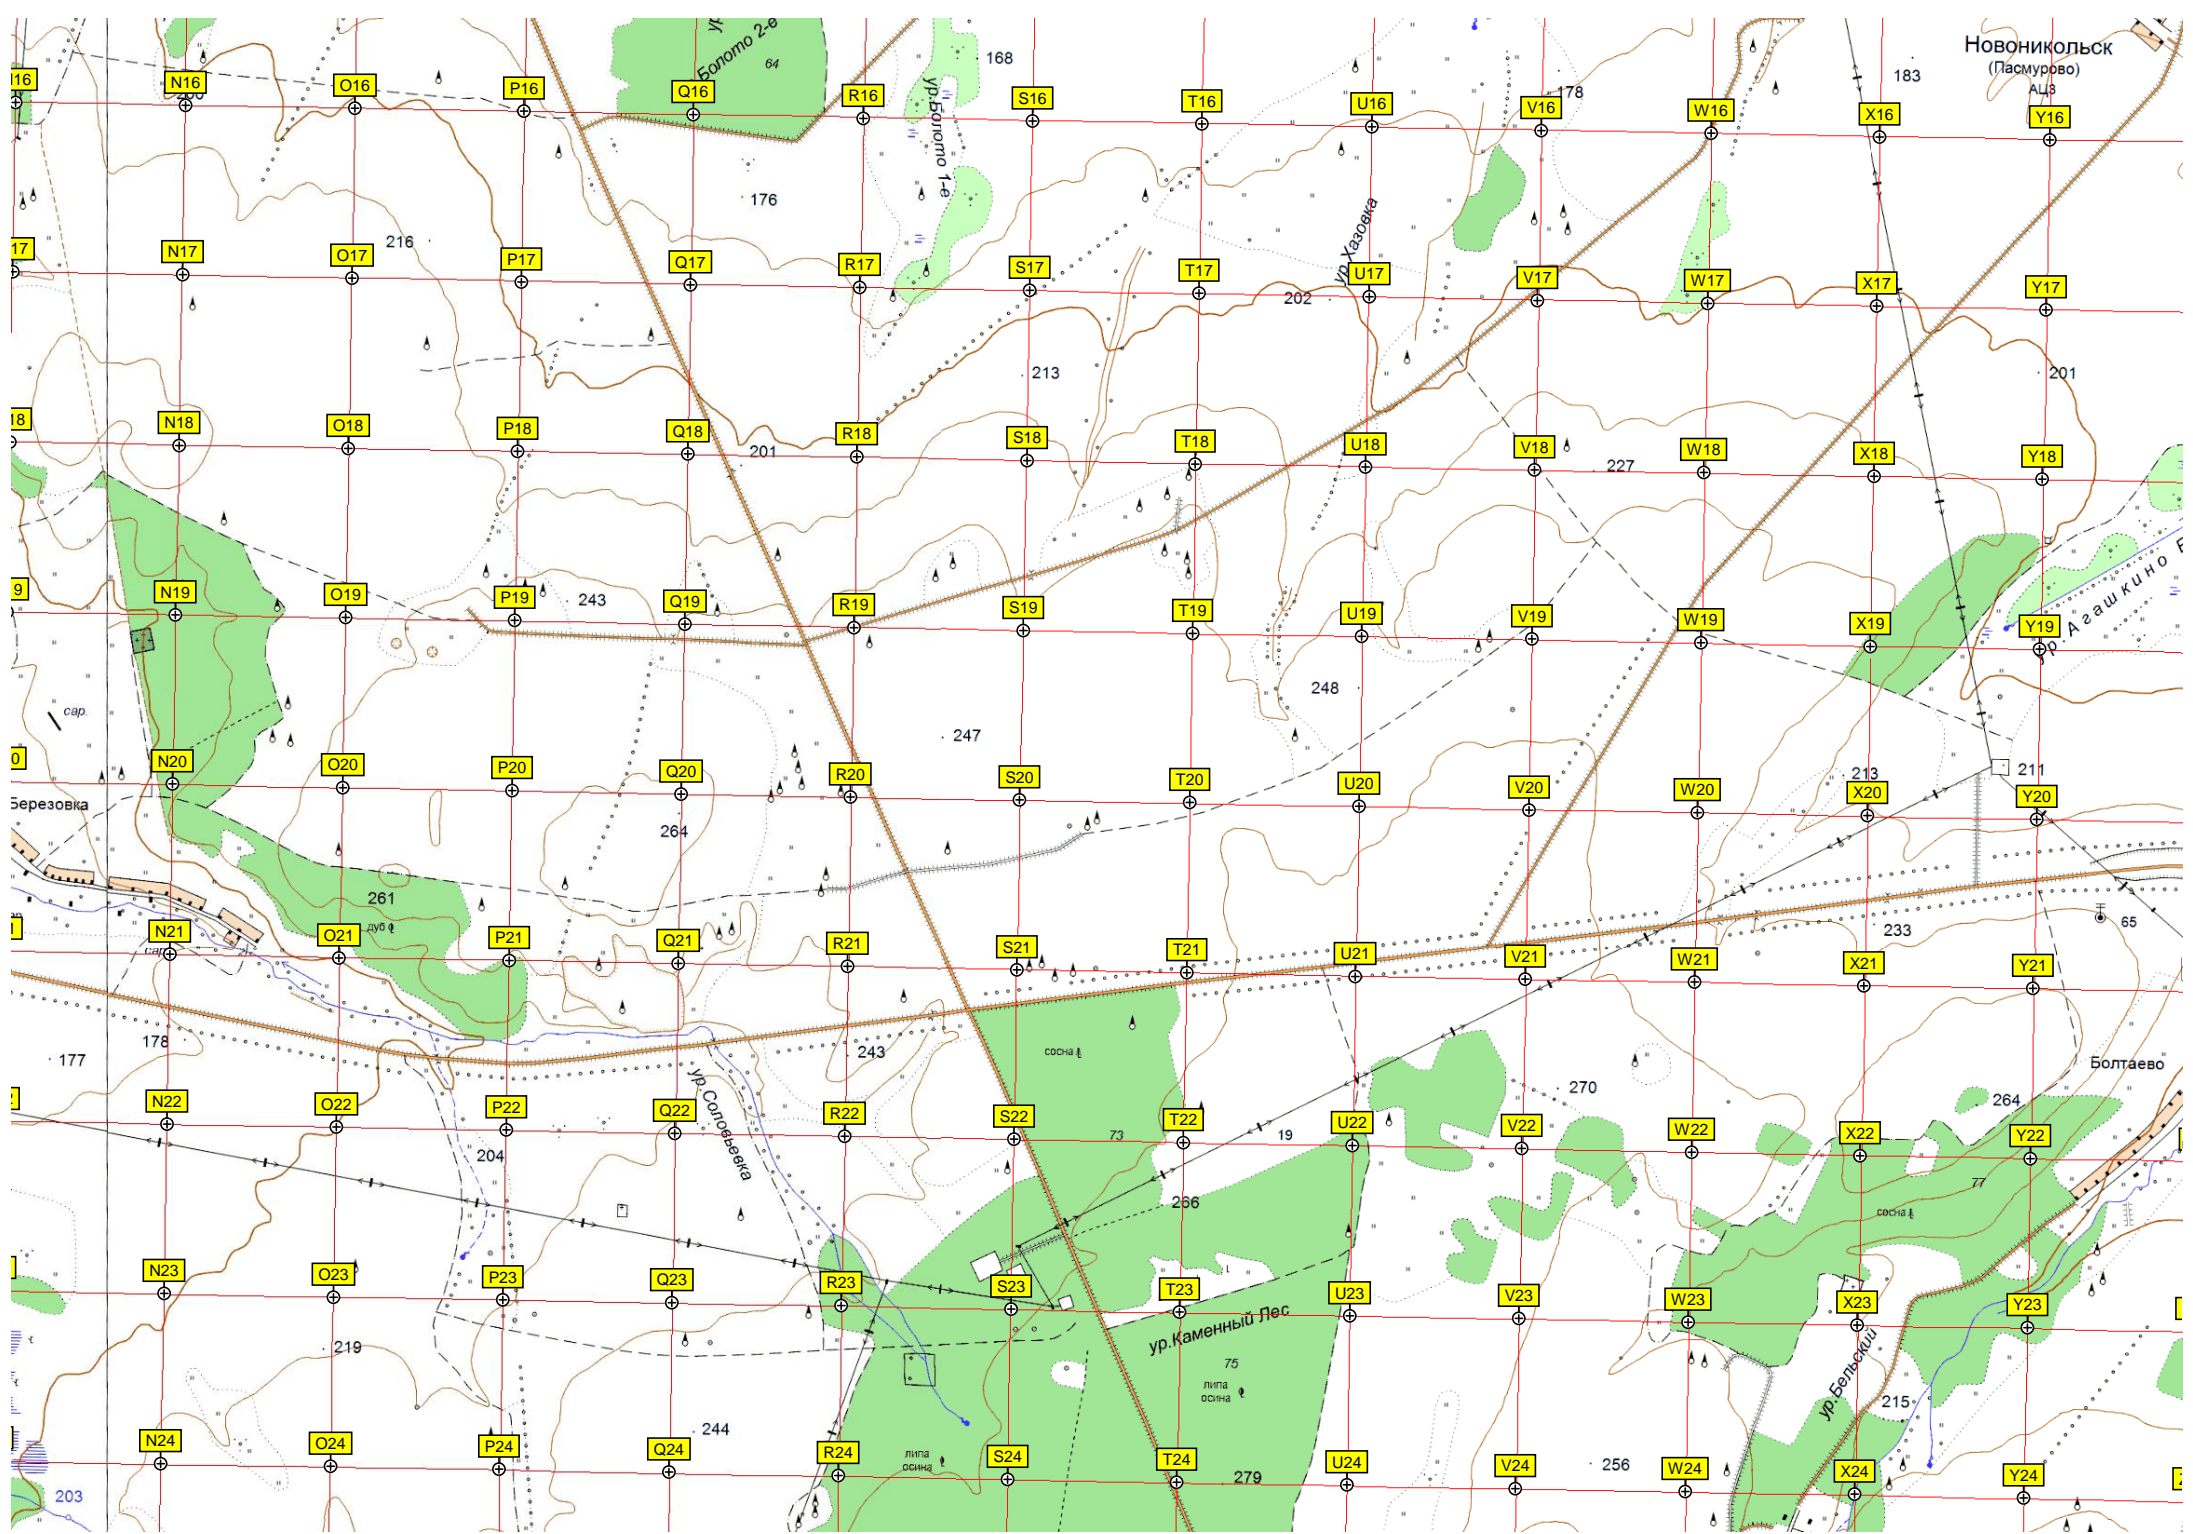 Новоникольск
(Пасмурово)
АЦЗ
Болото 2-е
64
168
183
178
N16
O16
P16
Q16
R16
S16
T16
U16
V16
W16
X16
Y16
ур.Болото 1-е
176
216
ур.Хазовка
202
N17
O17
P17
Q17
R17
S17
T17
U17
V17
W17
X17
Y17
213
201
N18
O18
P18
Q18
R18
S18
T18
U18
V18
W18
X18
Y18
201
227
ур.Агашкино
243
N19
O19
P19
Q19
R19
S19
T19
U19
V19
W19
X19
Y19
248
сар.
247
213
211
N20
O20
P20
Q20
R20
S20
T20
U20
V20
W20
X20
Y20
Березовка
264
261
дуб
65
233
N21
O21
P21
Q21
R21
S21
T21
U21
V21
W21
X21
Y21
сар.
178
177
243
сосна
Болтаево
270
264
N22
O22
P22
Q22
R22
S22
T22
U22
V22
W22
X22
Y22
ур.Соловьевка
204
73
19
266
77
сосна
N23
O23
P23
Q23
R23
S23
T23
U23
V23
W23
X23
Y23
ур.Каменный Лес
219
75
липа
осина
ур.Бельский
215
244
липа
осина
N24
O24
P24
Q24
R24
S24
T24
U24
V24
W24
X24
Y24
279
256
203